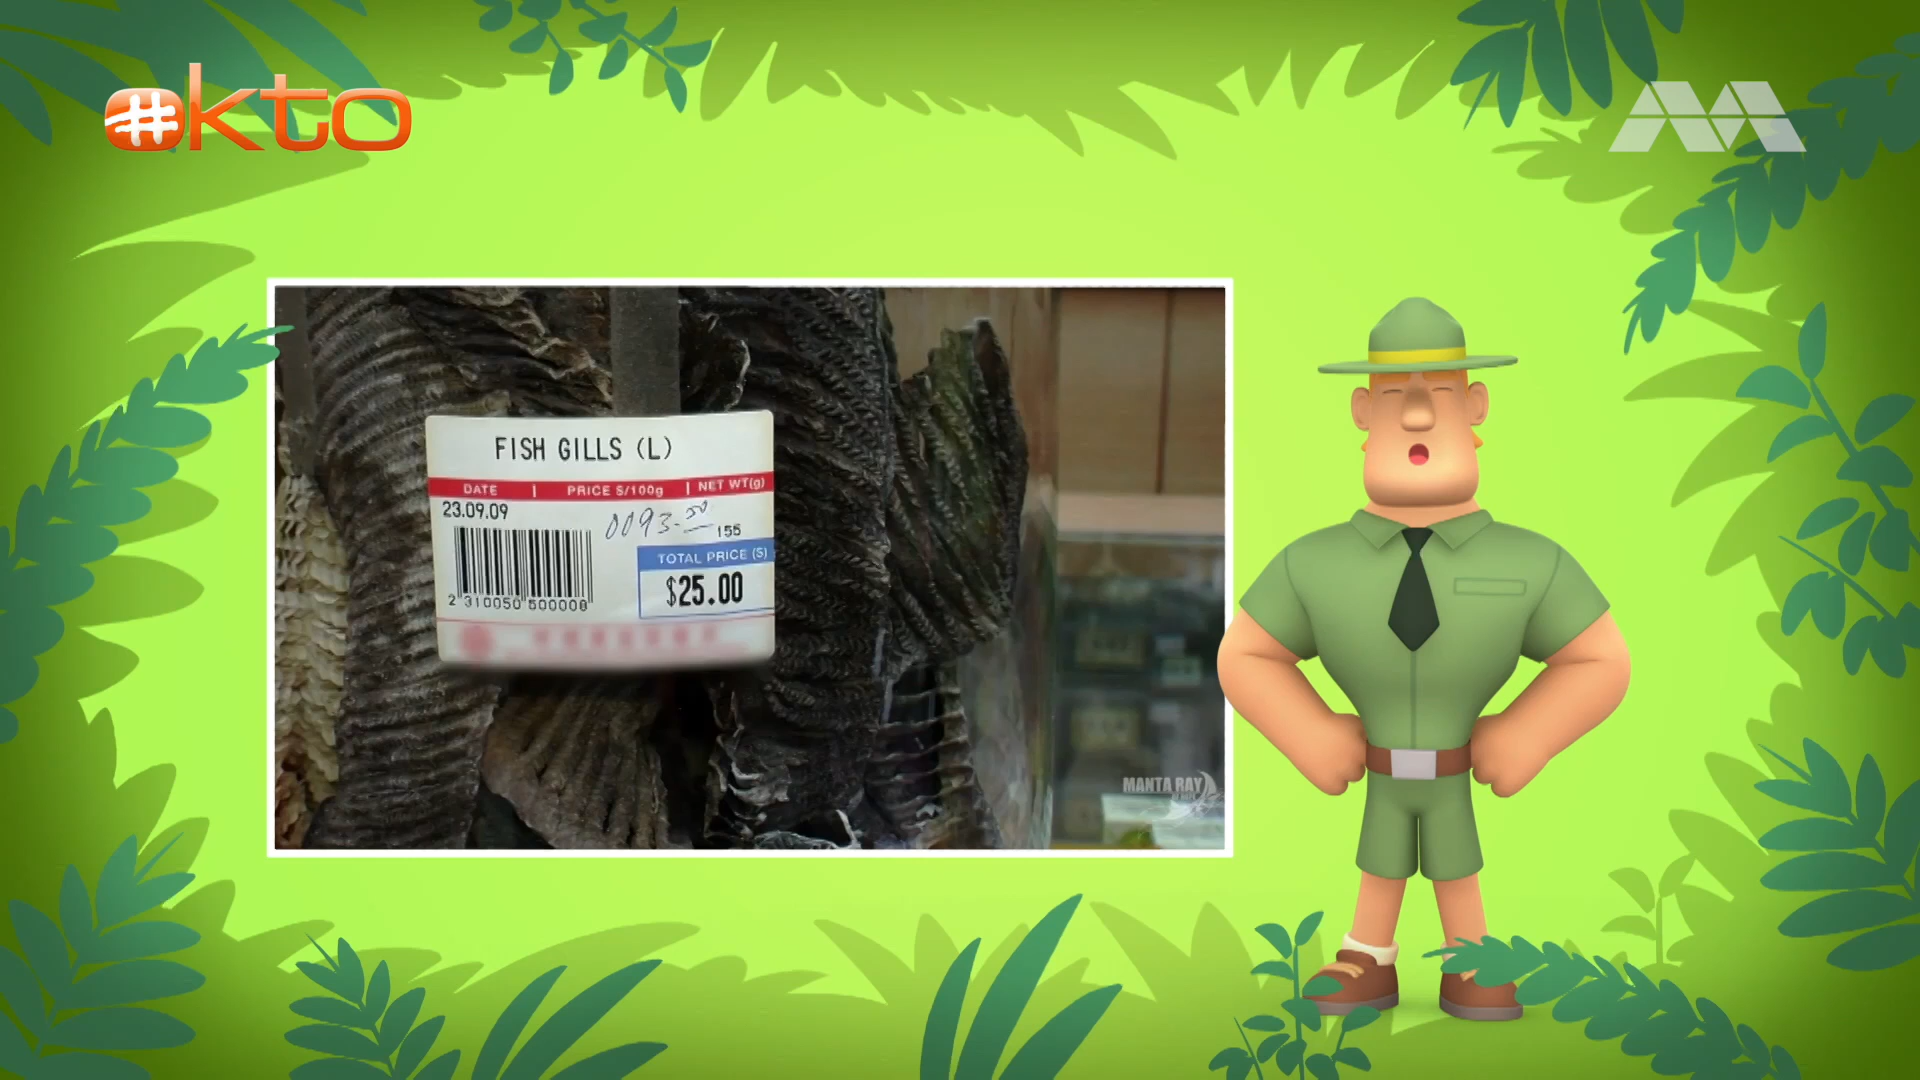 #kto
FISH GILLS (L)
DATE | PRICE S/100g | NET WT(g)
23.09.09
0093.50
155
TOTAL PRICE (S)
$25.00
2 310050 500008
MANTA RAY